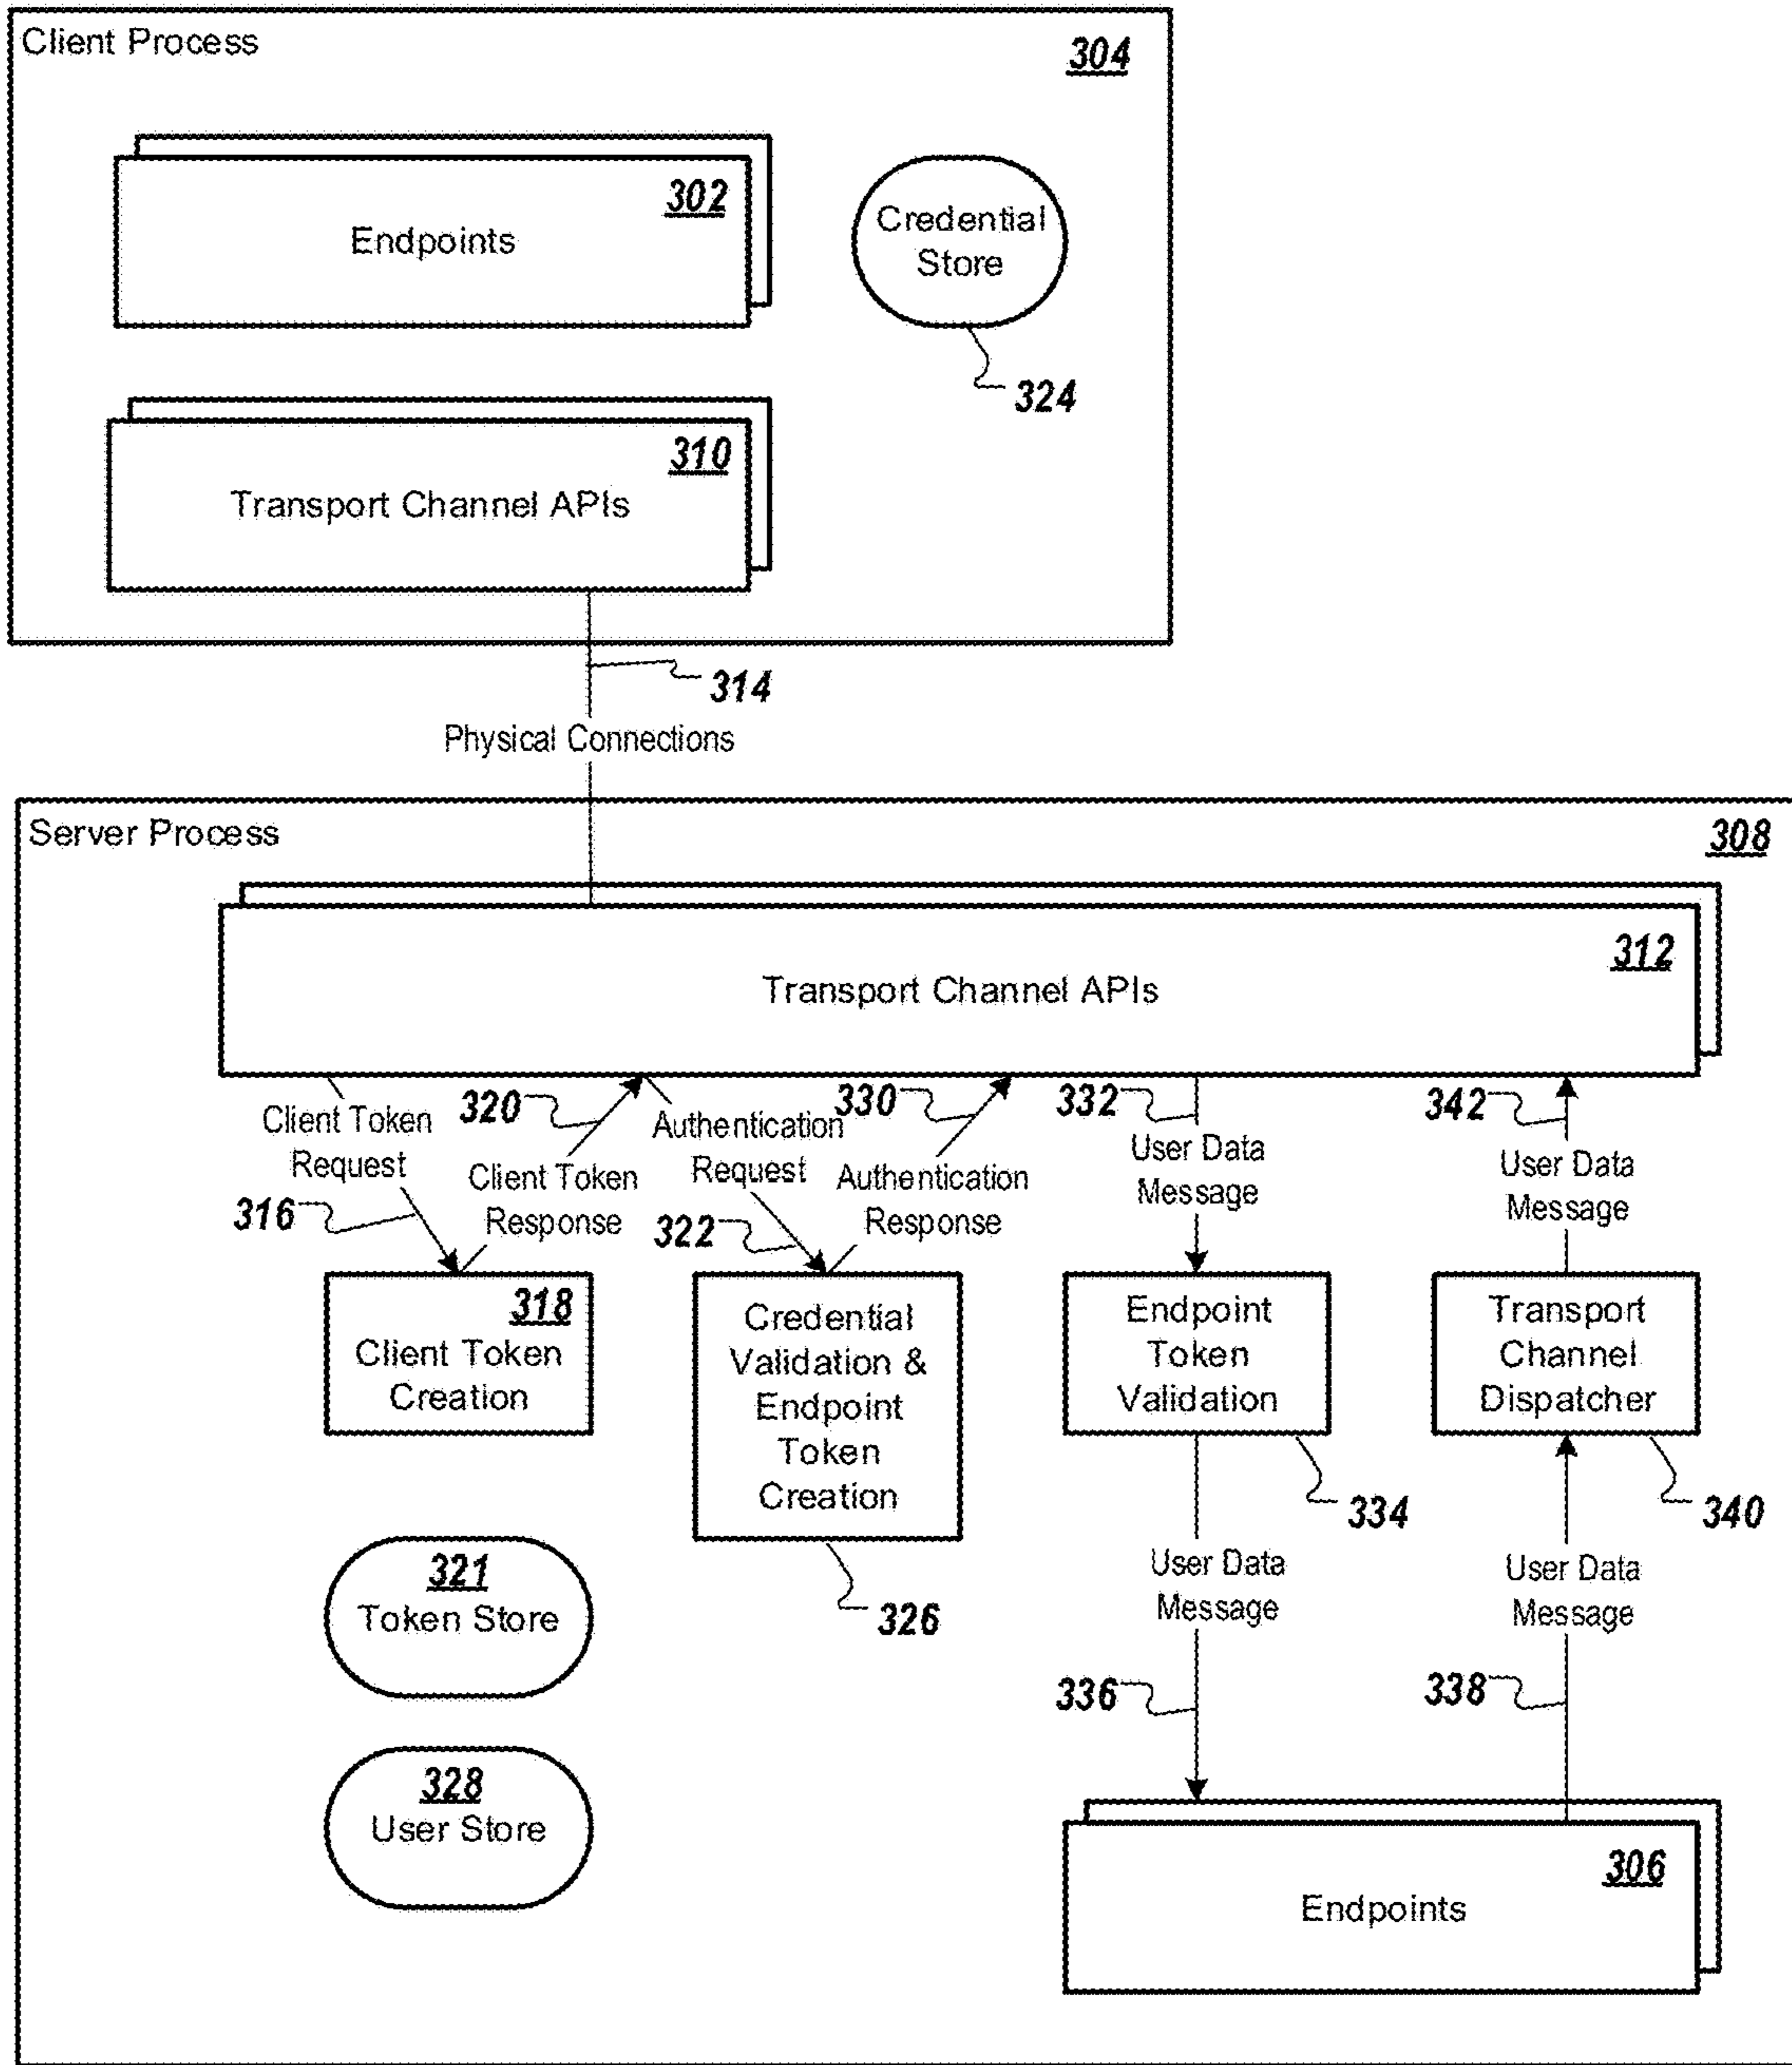 Client Process
304
302
Endpoints
Credential
Store
324
310
Transport Channel APIs
314
Physical Connections
Server Process
308
312
Transport Channel APIs
320
330
332
342
Client Token
Request
Authentication
Request
User Data
Message
User Data
Message
Client Token
Response
Authentication
Response
316
322
318
Client Token
Creation
Credential
Validation &
Endpoint
Token
Creation
Endpoint
Token
Validation
Transport
Channel
Dispatcher
334
340
326
User Data
Message
User Data
Message
321
Token Store
336
338
328
User Store
306
Endpoints